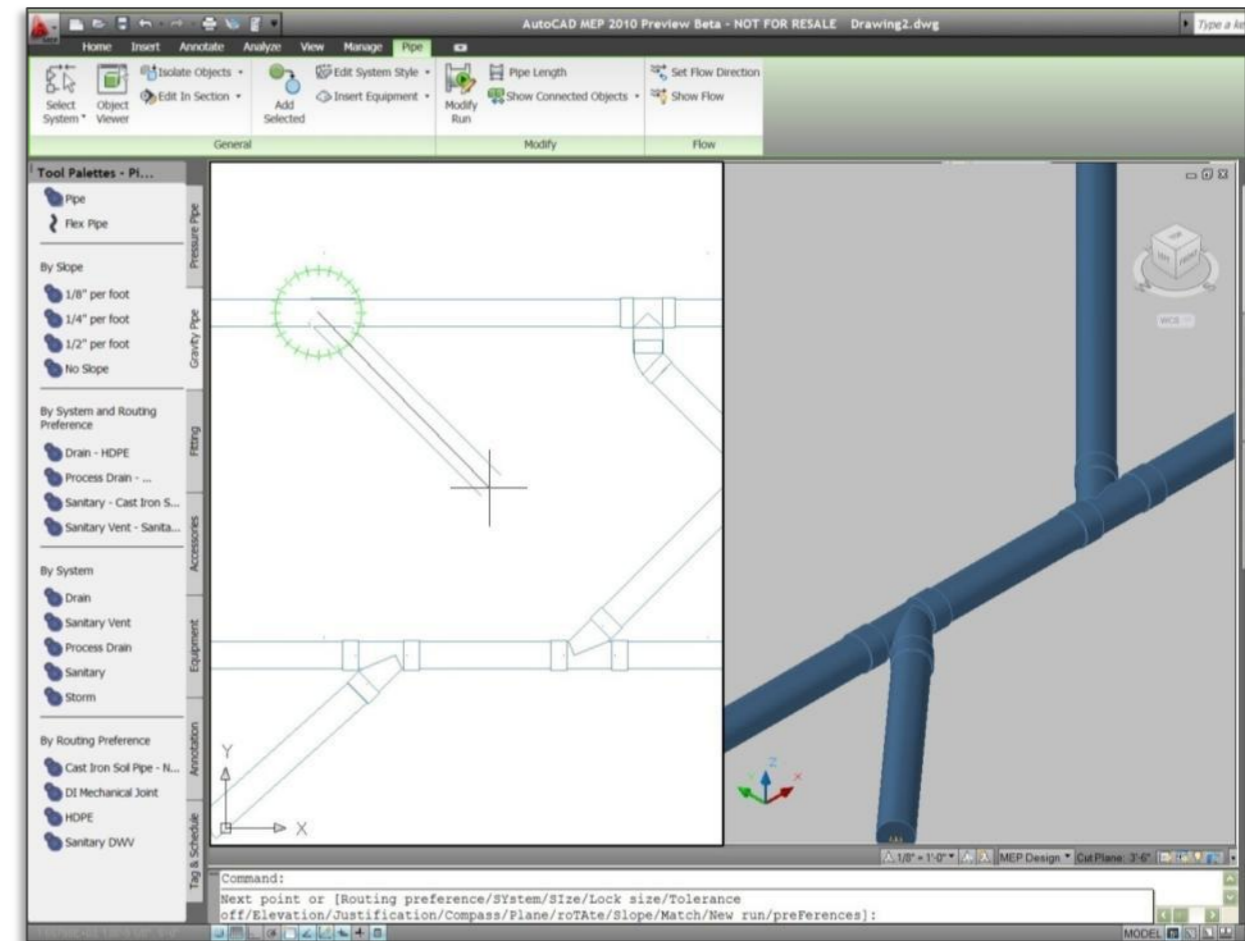 AutoCAD MEP 2010 Preview Beta - NOT FOR RESALE Drawing2.dwg
Type a ke
Home Insert Annotate Analyze View Manage Pipe
Select System
Object Viewer
Isolate Objects
Edit In Section
Add Selected
Edit System Style
Insert Equipment
General
Modify Run
Pipe Length
Show Connected Objects
Modify
Set Flow Direction
Show Flow
Flow
Tool Palettes - Pi...
Pipe
Flex Pipe
By Slope
1/8" per foot
1/4" per foot
1/2" per foot
No Slope
By System and Routing
Preference
Drain - HDPE
Process Drain - ...
Sanitary - Cast Iron S...
Sanitary Vent - Sanita...
By System
Drain
Sanitary Vent
Process Drain
Sanitary
Storm
By Routing Preference
Cast Iron Soil Pipe - N...
DI Mechanical Joint
HDPE
Sanitary DWV
Pressure Pipe
Gravity Pipe
Fitting
Accessories
Equipment
Annotation
Tag & Schedule
Y
X
TOP
LEFT
FRONT
WCS
Z
X
1/8" = 1'-0"
MEP Design
Cut Plane: 3'-6"
Command:
Next point or [Routing preference/SYstem/SIze/Lock size/Tolerance
off/Elevation/Justification/Compass/Plane/roTAte/Slope/Match/New run/preFerences]:
MODEL